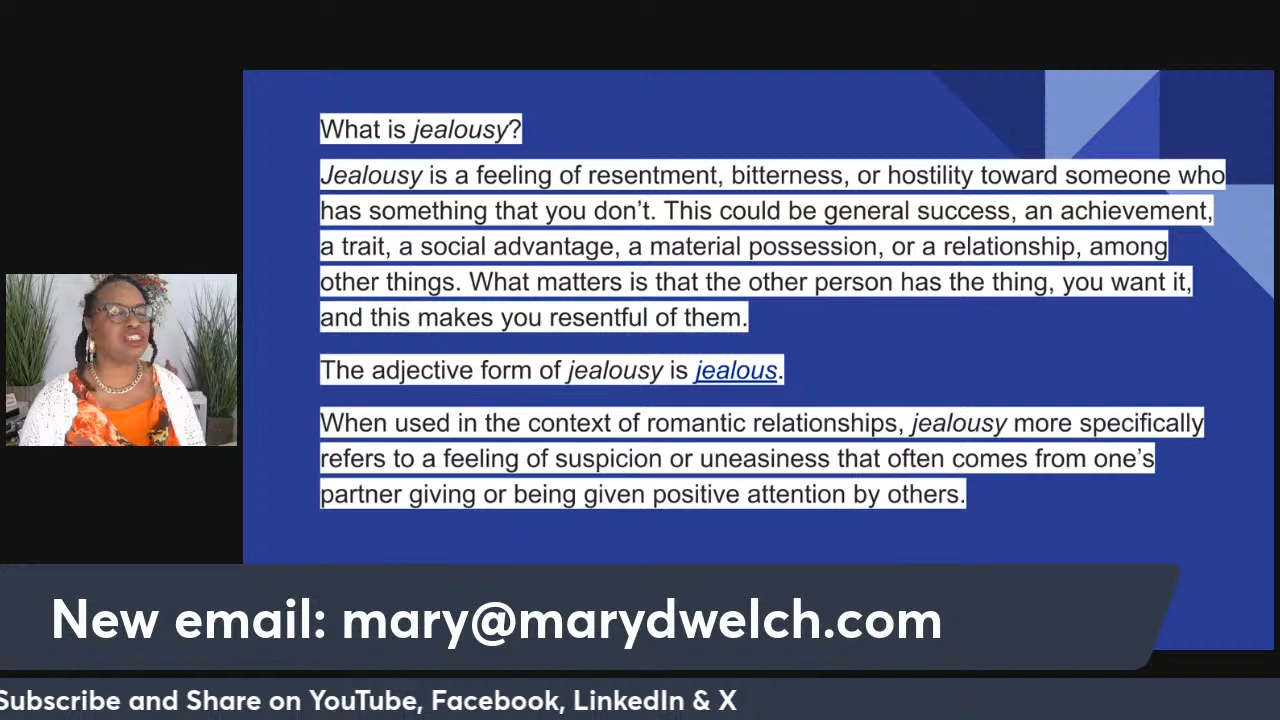 What is jealousy?
Jealousy is a feeling of resentment, bitterness, or hostility toward someone who
has something that you don’t. This could be general success, an achievement,
a trait, a social advantage, a material possession, or a relationship, among
other things. What matters is that the other person has the thing, you want it,
and this makes you resentful of them.
The adjective form of jealousy is jealous.
When used in the context of romantic relationships, jealousy more specifically
refers to a feeling of suspicion or uneasiness that often comes from one’s
partner giving or being given positive attention by others.
New email: mary@marydwelch.com
Subscribe and Share on YouTube, Facebook, LinkedIn & X